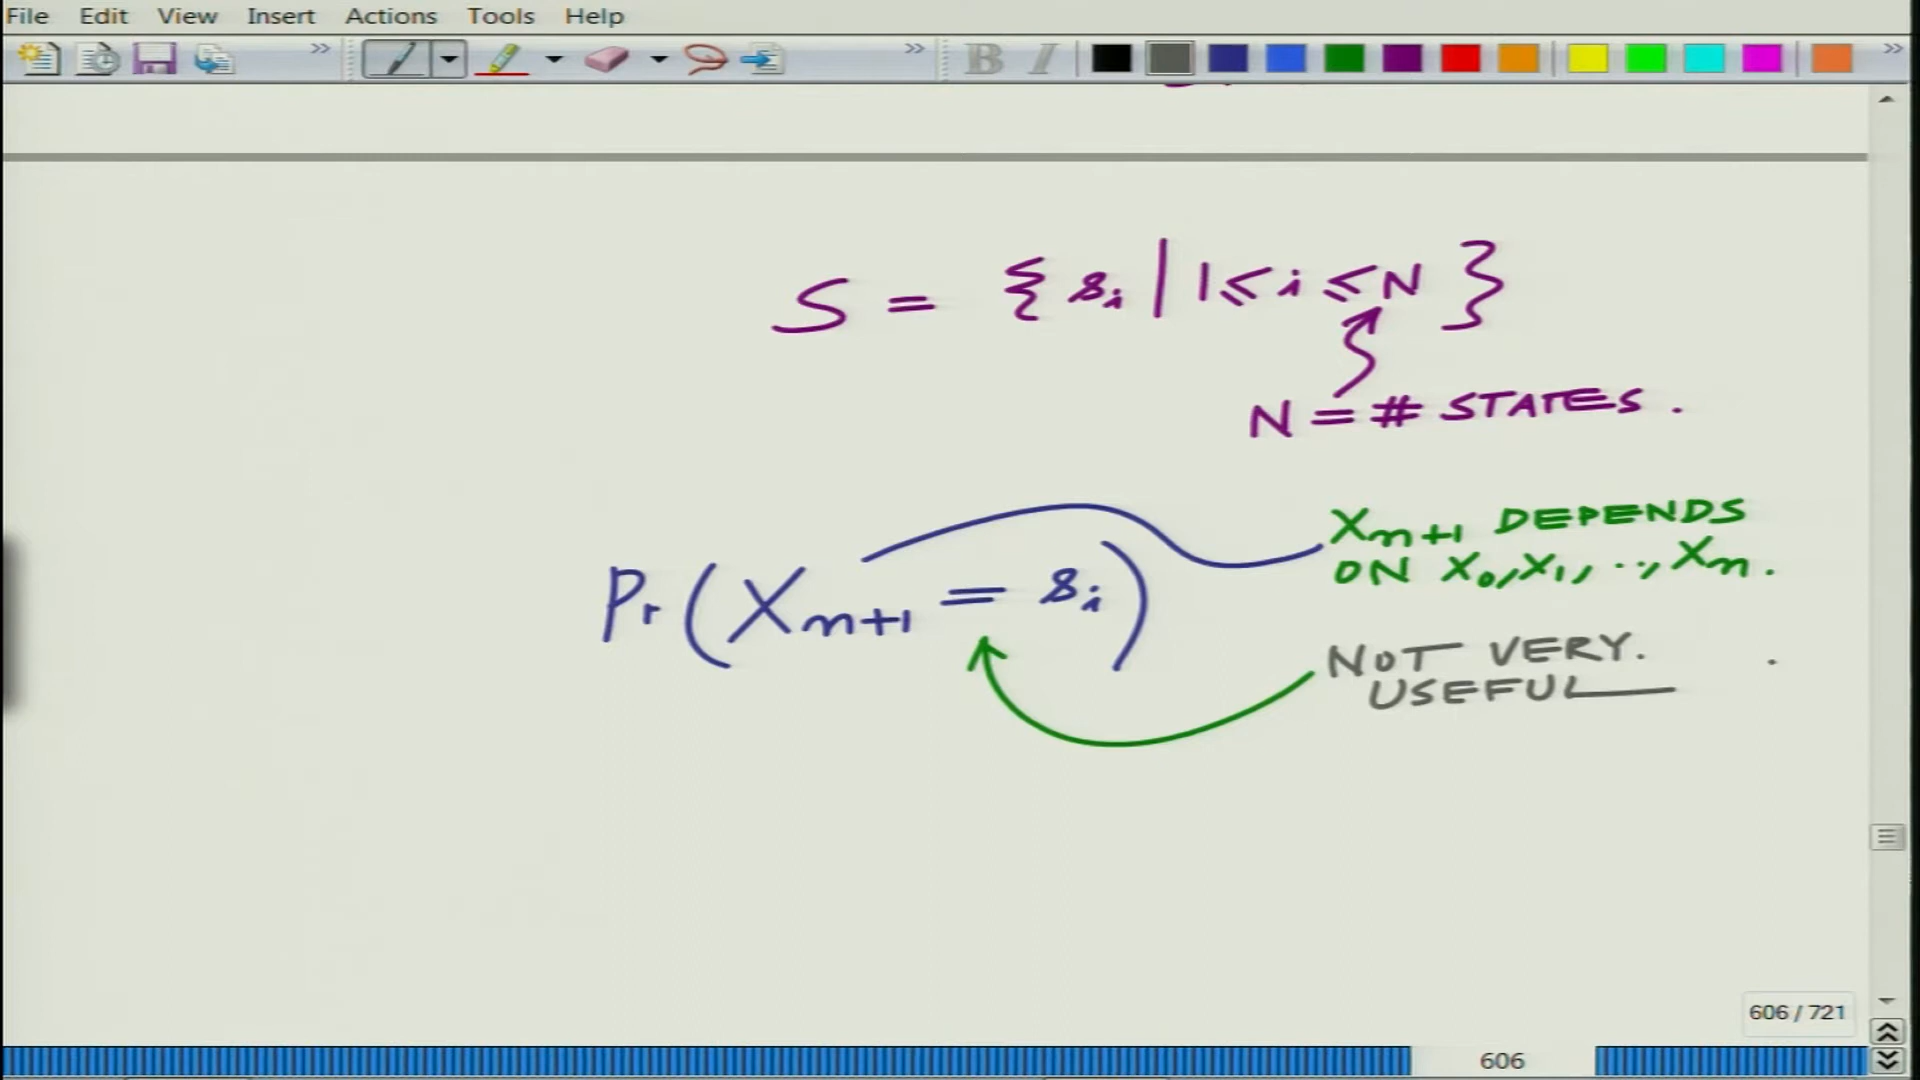 File Edit View Insert Actions Tools Help
B I
S = { s_i | 1 ≤ i ≤ N }
N = # STATES.
X_{n+1} DEPENDS
ON X_0, X_1, .., X_n.
Pr(X_{n+1} = s_i)
NOT VERY.
USEFUL
606 / 721
606